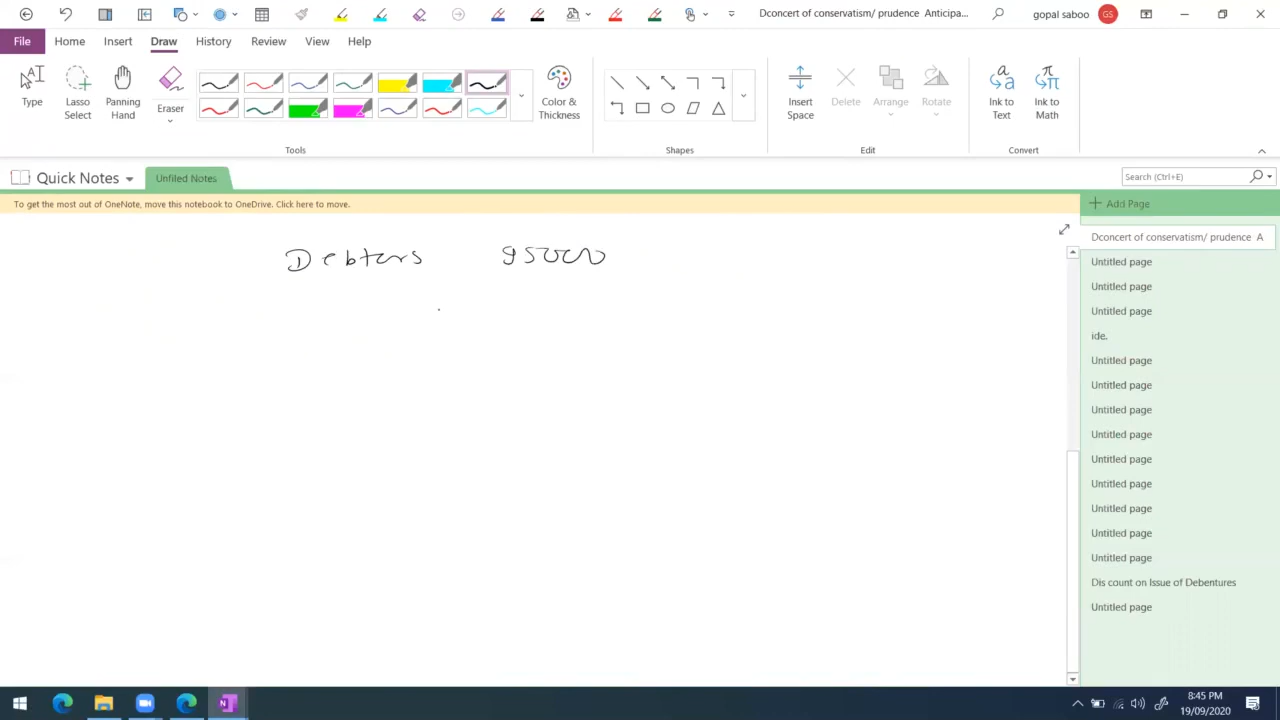 Dconcert of conservatism/ prudence Anticipa...
gopal saboo
GS
File
Home
Insert
Draw
History
Review
View
Help
Type
Lasso Select
Panning Hand
Eraser
Color & Thickness
Insert Space
Delete
Arrange
Rotate
Ink to Text
Ink to Math
Tools
Shapes
Edit
Convert
Quick Notes
Unfiled Notes
Search (Ctrl+E)
To get the most out of OneNote, move this notebook to OneDrive. Click here to move.
Add Page
Debtors 95000
Dconcert of conservatism/ prudence A
Untitled page
Untitled page
Untitled page
ide.
Untitled page
Untitled page
Untitled page
Untitled page
Untitled page
Untitled page
Untitled page
Untitled page
Untitled page
Dis count on Issue of Debentures
Untitled page
8:45 PM
19/09/2020